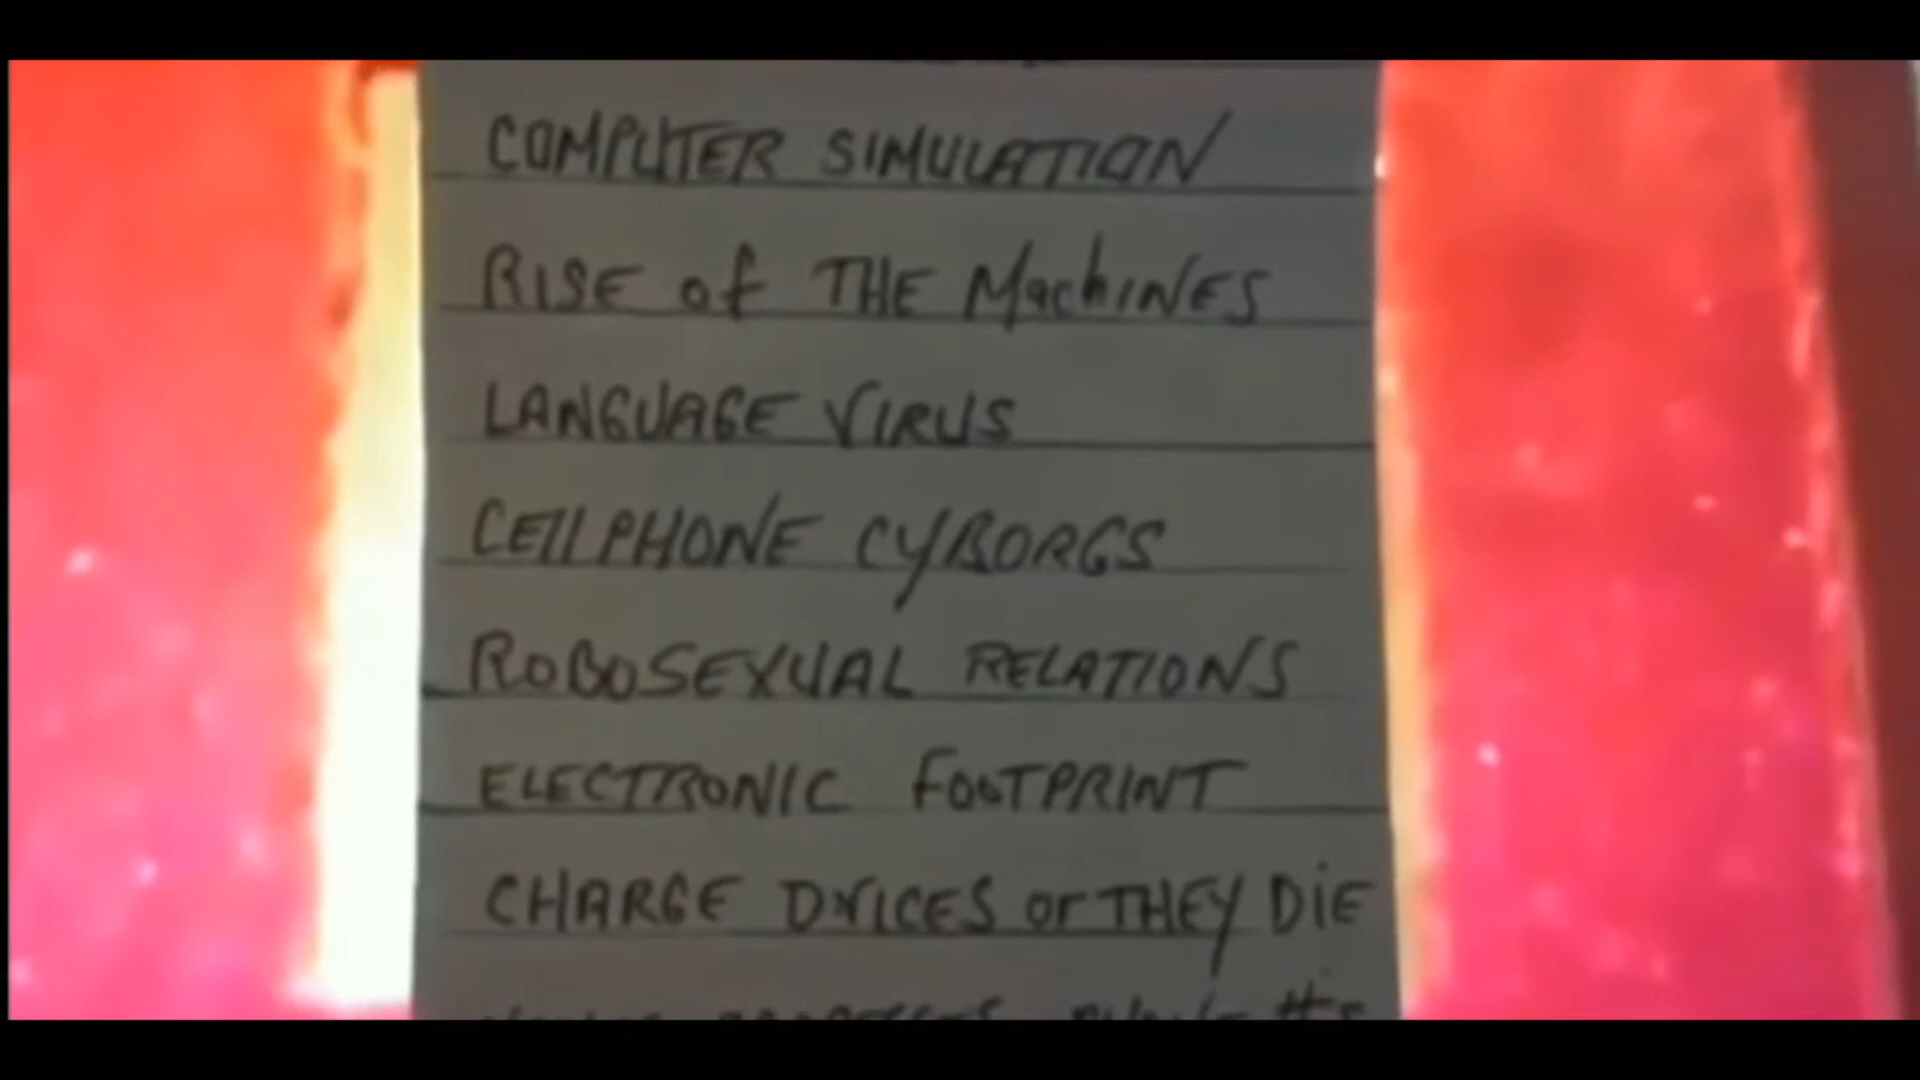 COMPUTER SIMULATION
RISE of THE MachINES
LANGUAGE VIRUS
CEllPHONE CYBORGS
ROBOSEXUAL RELATIONS
ELECTRONIC FOOTPRINT
CHARGE DVICES or THEY DiE